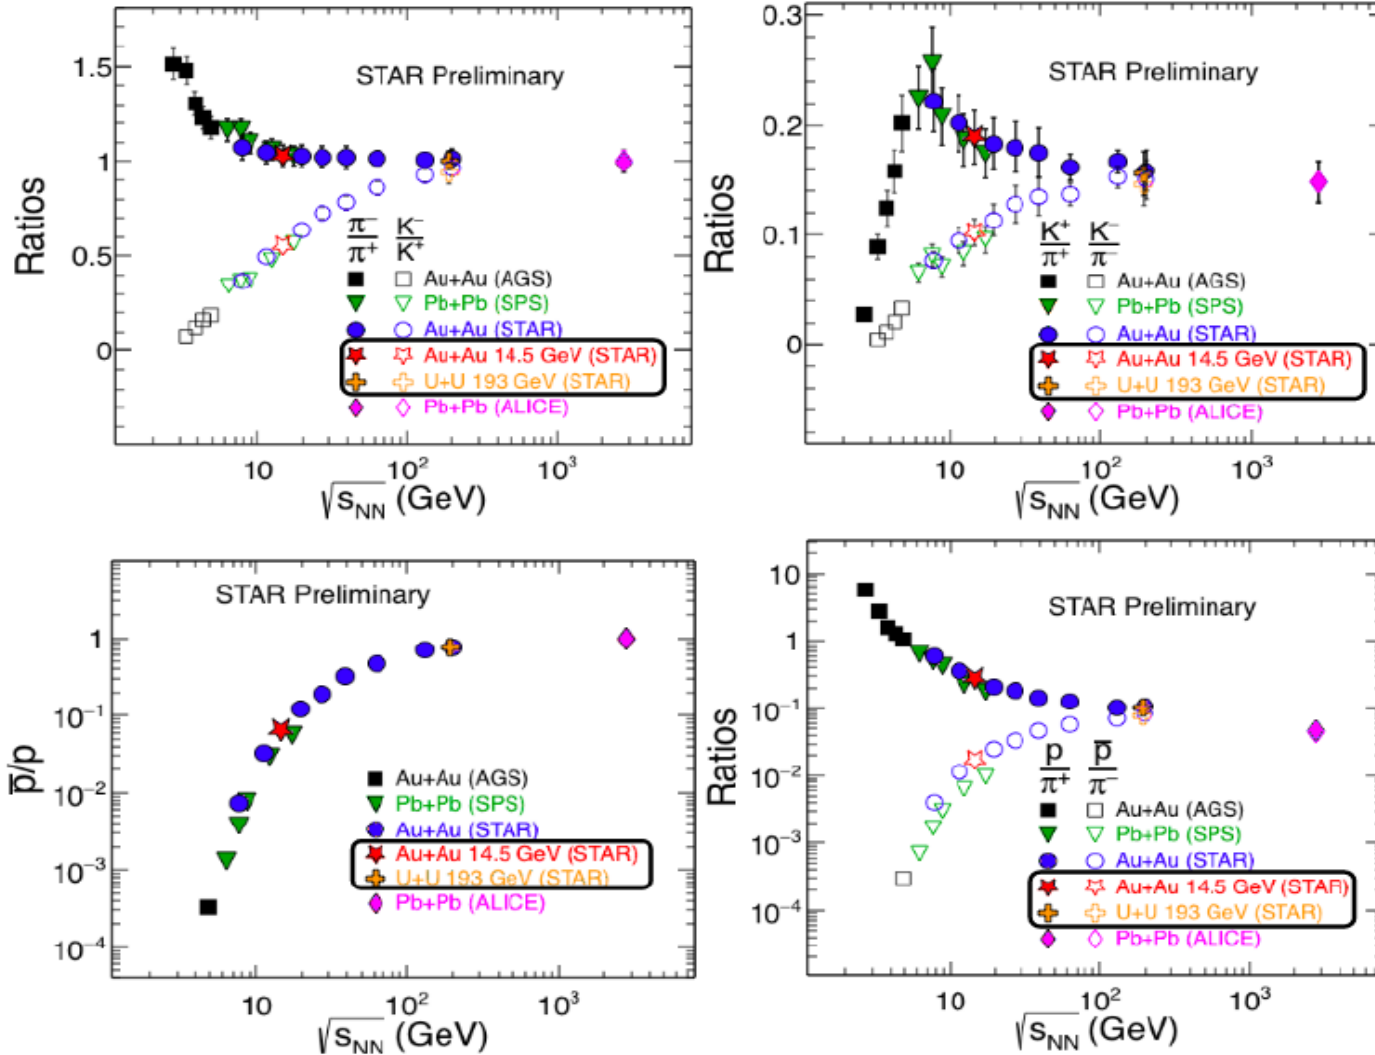 STAR Preliminary
1.5
1
0.5
0
Ratios
π⁻ K⁻
π⁺ K⁺
Au+Au (AGS)
Pb+Pb (SPS)
Au+Au (STAR)
Au+Au 14.5 GeV (STAR)
U+U 193 GeV (STAR)
Pb+Pb (ALICE)
10 10² 10³
√sNN (GeV)
STAR Preliminary
0.3
0.2
0.1
0
Ratios
K⁺ K⁻
π⁺ π⁻
Au+Au (AGS)
Pb+Pb (SPS)
Au+Au (STAR)
Au+Au 14.5 GeV (STAR)
U+U 193 GeV (STAR)
Pb+Pb (ALICE)
10 10² 10³
√sNN (GeV)
STAR Preliminary
1
10⁻¹
10⁻²
10⁻³
10⁻⁴
p̅/p
Au+Au (AGS)
Pb+Pb (SPS)
Au+Au (STAR)
Au+Au 14.5 GeV (STAR)
U+U 193 GeV (STAR)
Pb+Pb (ALICE)
10 10² 10³
√sNN (GeV)
STAR Preliminary
10
1
10⁻¹
10⁻²
10⁻³
10⁻⁴
Ratios
p p̅
π⁺ π⁻
Au+Au (AGS)
Pb+Pb (SPS)
Au+Au (STAR)
Au+Au 14.5 GeV (STAR)
U+U 193 GeV (STAR)
Pb+Pb (ALICE)
10 10² 10³
√sNN (GeV)